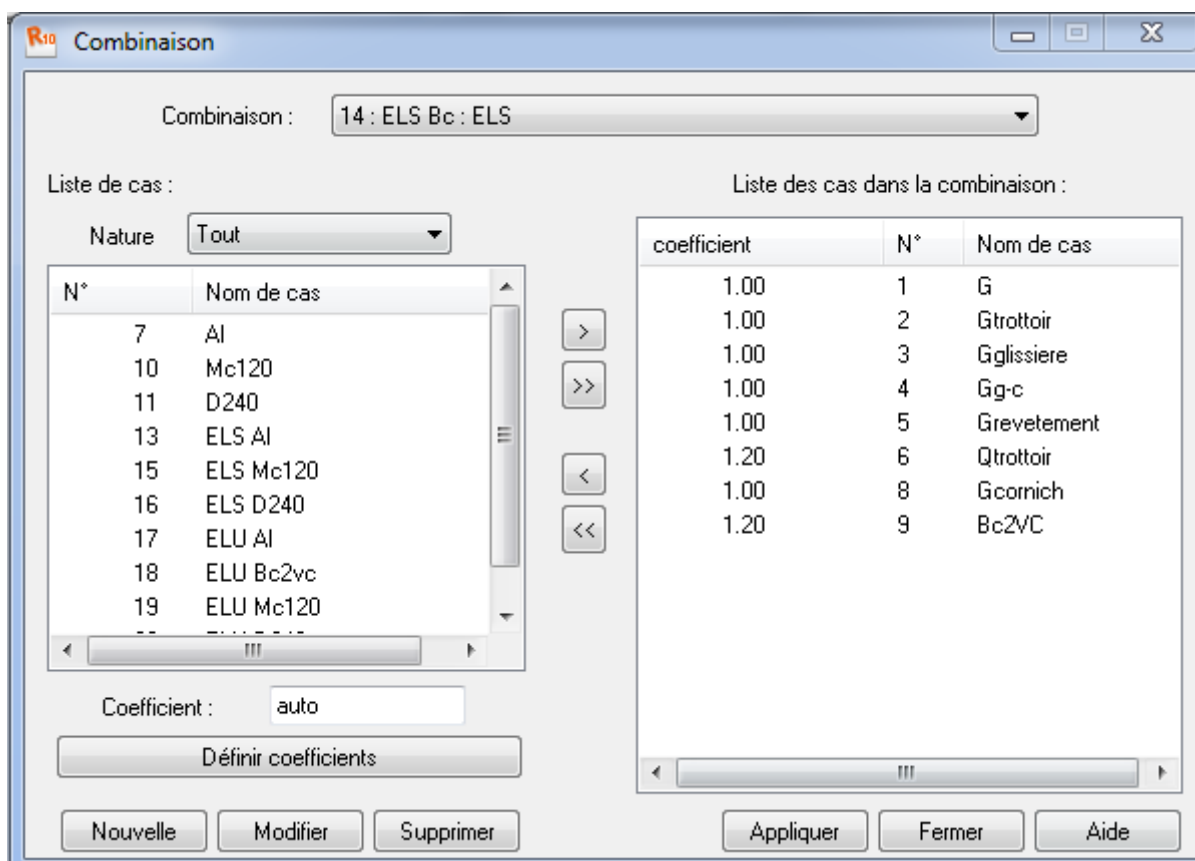 R10 Combinaison
Combinaison : 14 : ELS Bc : ELS
Liste de cas :
Nature Tout
N° Nom de cas
7 Al
10 Mc120
11 D240
13 ELS Al
15 ELS Mc120
16 ELS D240
17 ELU Al
18 ELU Bc2vc
19 ELU Mc120
Coefficient : auto
Définir coefficients
Nouvelle Modifier Supprimer
> 
>>
<
<<
Liste des cas dans la combinaison :
coefficient N° Nom de cas
1.00 1 G
1.00 2 Gtrottoir
1.00 3 Gglissiere
1.00 4 Gg-c
1.00 5 Grevetement
1.20 6 Qtrottoir
1.00 8 Gcornich
1.20 9 Bc2VC
Appliquer Fermer Aide